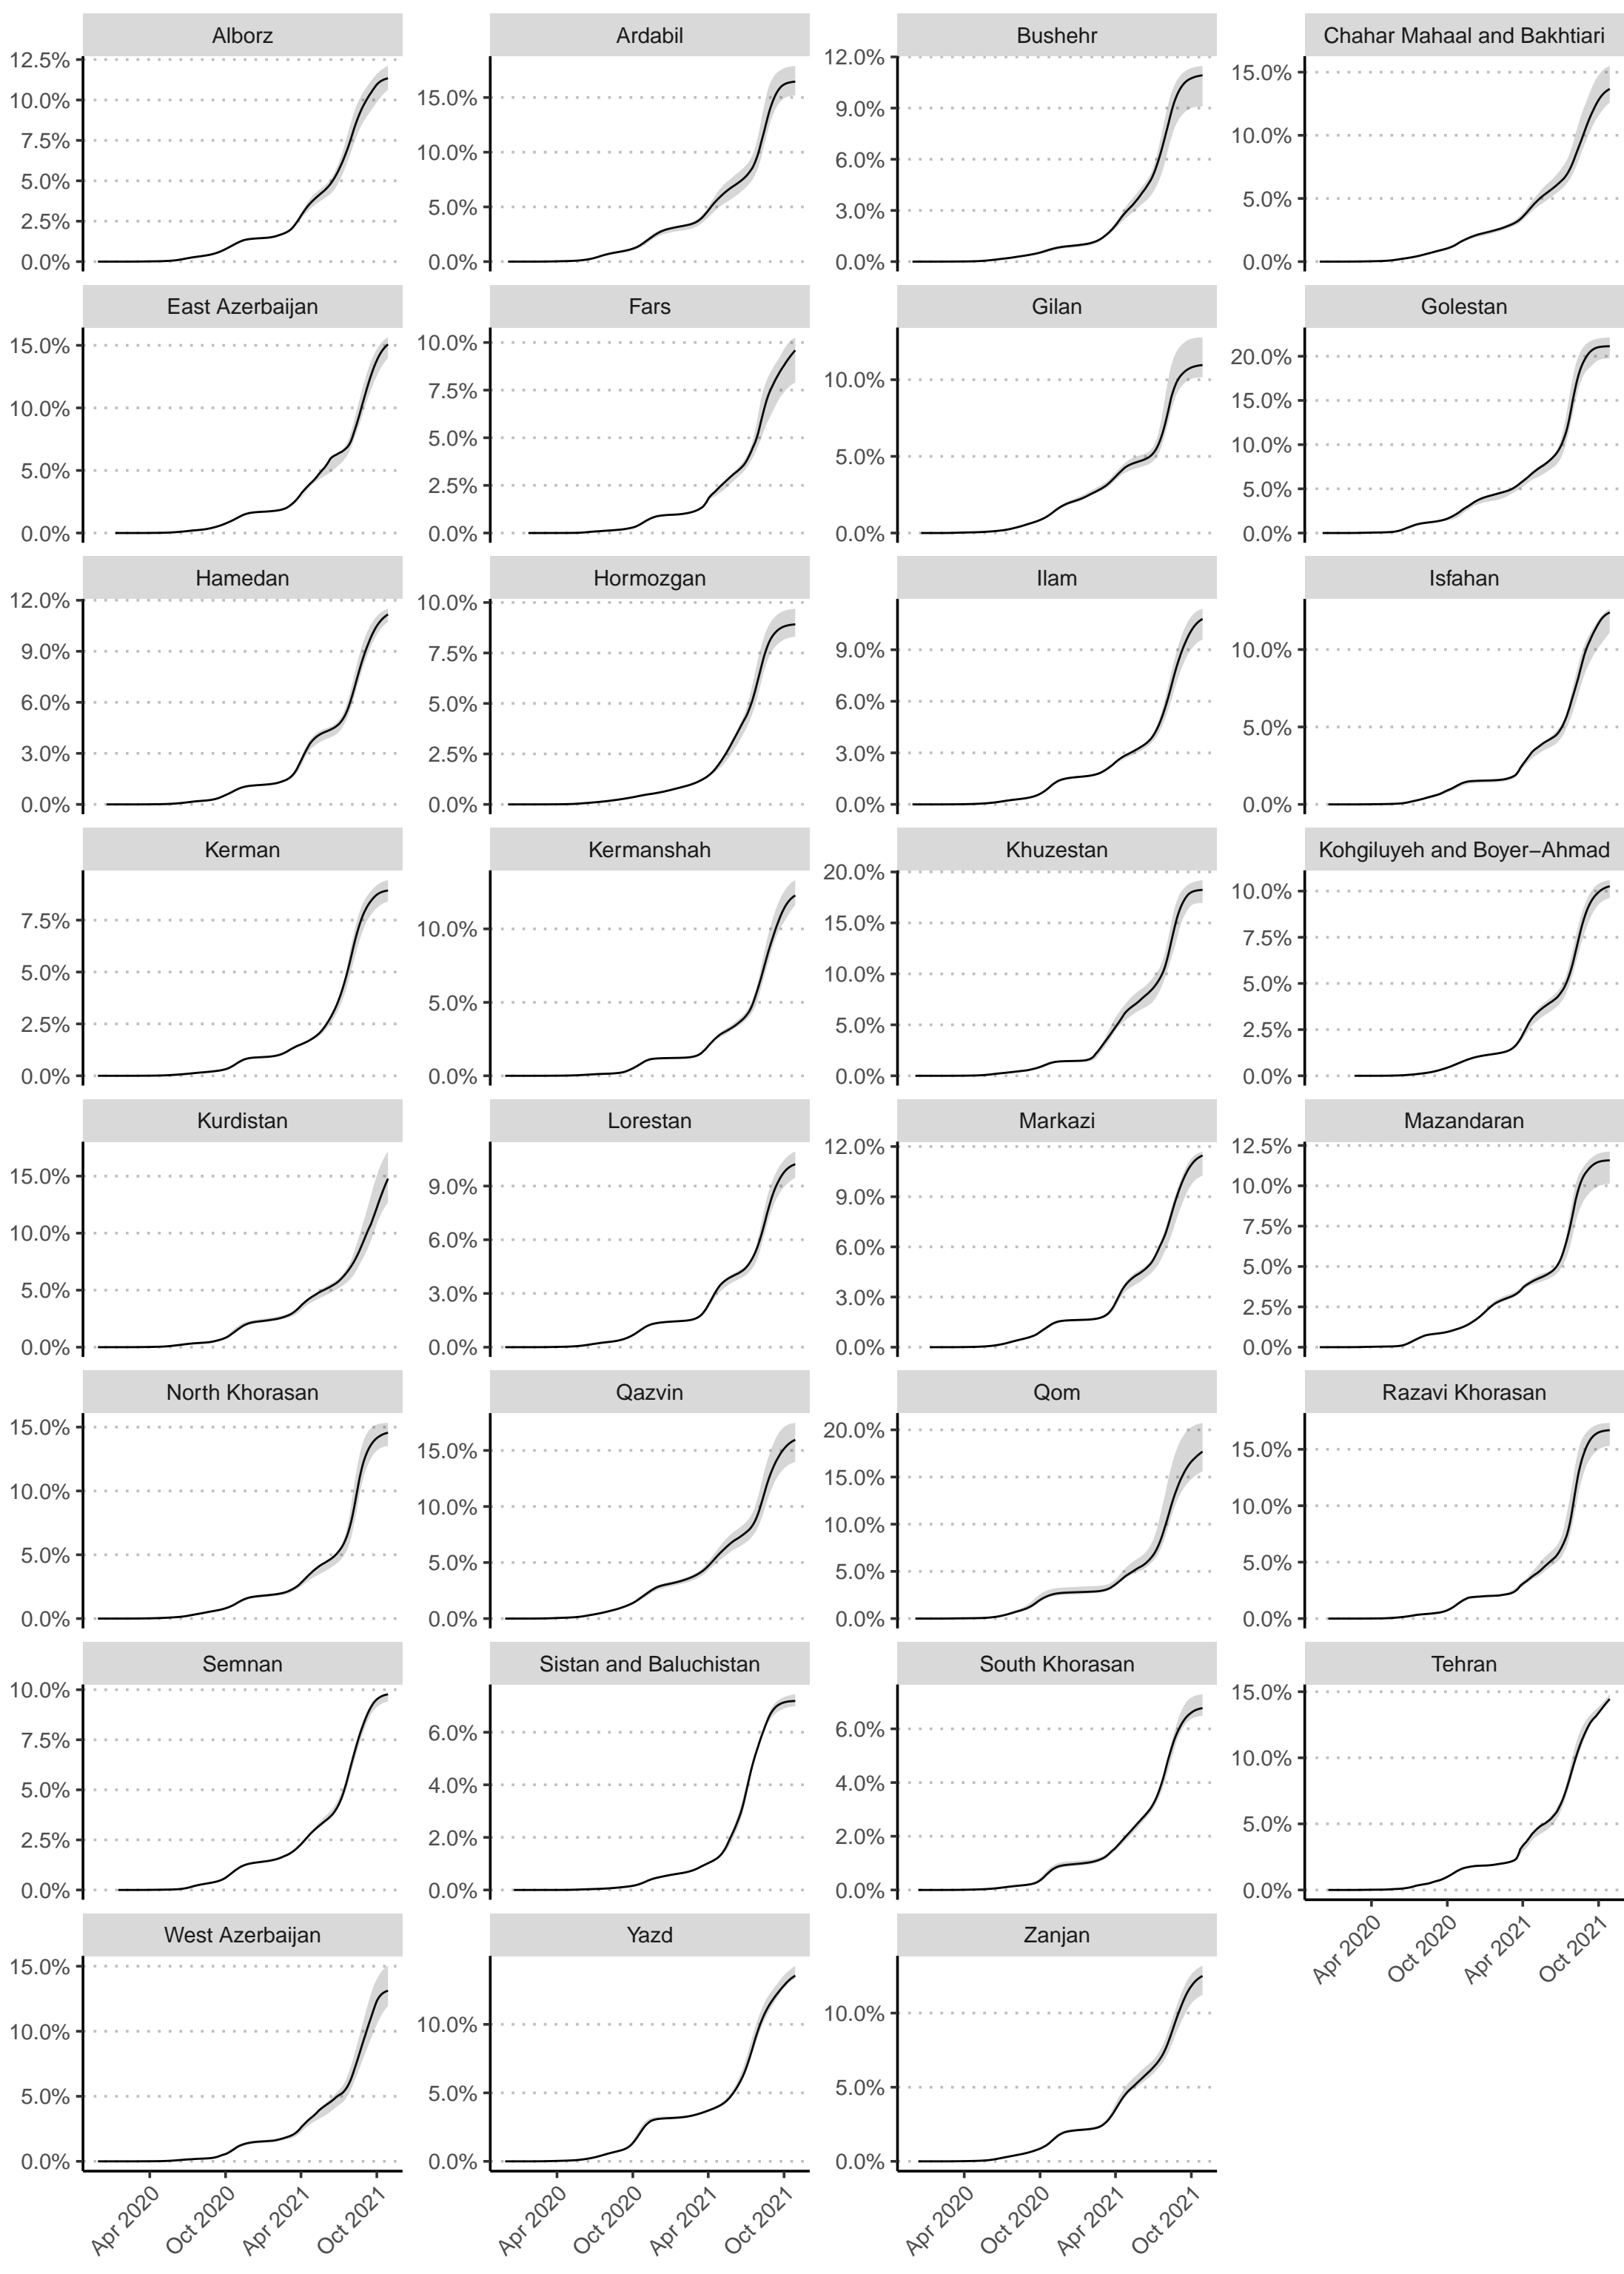 Alborz
Ardabil
Bushehr
Chahar Mahaal and Bakhtiari
12.5%
10.0%
7.5%
5.0%
2.5%
0.0%
15.0%
10.0%
5.0%
0.0%
12.0%
9.0%
6.0%
3.0%
0.0%
15.0%
10.0%
5.0%
0.0%
East Azerbaijan
Fars
Gilan
Golestan
15.0%
10.0%
5.0%
0.0%
10.0%
7.5%
5.0%
2.5%
0.0%
10.0%
5.0%
0.0%
20.0%
15.0%
10.0%
5.0%
0.0%
Hamedan
Hormozgan
Ilam
Isfahan
12.0%
9.0%
6.0%
3.0%
0.0%
10.0%
7.5%
5.0%
2.5%
0.0%
9.0%
6.0%
3.0%
0.0%
10.0%
5.0%
0.0%
Kerman
Kermanshah
Khuzestan
Kohgiluyeh and Boyer−Ahmad
7.5%
5.0%
2.5%
0.0%
10.0%
5.0%
0.0%
20.0%
15.0%
10.0%
5.0%
0.0%
10.0%
7.5%
5.0%
2.5%
0.0%
Kurdistan
Lorestan
Markazi
Mazandaran
15.0%
10.0%
5.0%
0.0%
9.0%
6.0%
3.0%
0.0%
12.0%
9.0%
6.0%
3.0%
0.0%
12.5%
10.0%
7.5%
5.0%
2.5%
0.0%
North Khorasan
Qazvin
Qom
Razavi Khorasan
15.0%
10.0%
5.0%
0.0%
15.0%
10.0%
5.0%
0.0%
20.0%
15.0%
10.0%
5.0%
0.0%
15.0%
10.0%
5.0%
0.0%
Semnan
Sistan and Baluchistan
South Khorasan
Tehran
10.0%
7.5%
5.0%
2.5%
0.0%
6.0%
4.0%
2.0%
0.0%
6.0%
4.0%
2.0%
0.0%
15.0%
10.0%
5.0%
0.0%
Apr 2020
Oct 2020
Apr 2021
Oct 2021
West Azerbaijan
Yazd
Zanjan
15.0%
10.0%
5.0%
0.0%
10.0%
5.0%
0.0%
10.0%
5.0%
0.0%
Apr 2020
Oct 2020
Apr 2021
Oct 2021
Apr 2020
Oct 2020
Apr 2021
Oct 2021
Apr 2020
Oct 2020
Apr 2021
Oct 2021